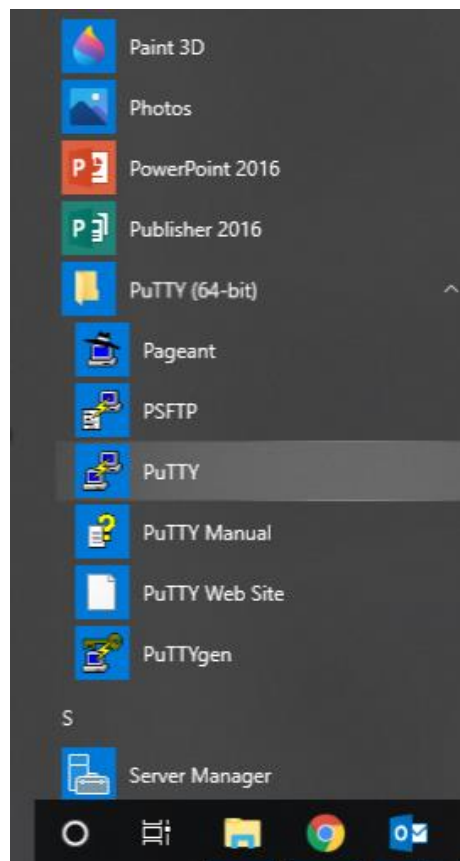 Paint 3D
Photos
PowerPoint 2016
Publisher 2016
PuTTY (64-bit)
Pageant
PSFTP
PuTTY
PuTTY Manual
PuTTY Web Site
PuTTYgen
S
Server Manager